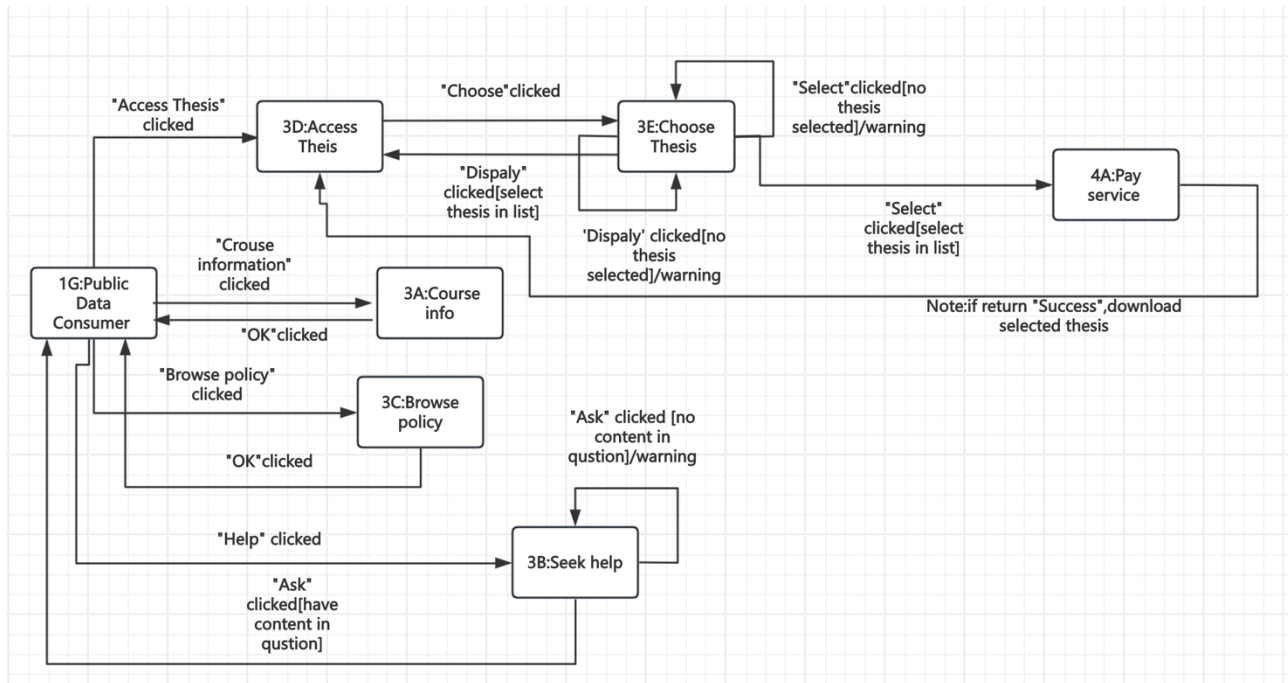 "Access Thesis"
clicked
3D:Access
Theis
"Choose"clicked
3E:Choose
Thesis
"Select"clicked[no
thesis
selected]/warning
"Dispaly"
clicked[select
thesis in list]
'Dispaly' clicked[no
thesis
selected]/warning
4A:Pay
service
"Select"
clicked[select
thesis in list]
Note:if return "Success",download
selected thesis
1G:Public
Data
Consumer
"Crouse
information"
clicked
3A:Course
info
"OK"clicked
"Browse policy"
clicked
3C:Browse
policy
"OK"clicked
"Ask" clicked [no
content in
qustion]/warning
"Help" clicked
3B:Seek help
"Ask"
clicked[have
content in
qustion]